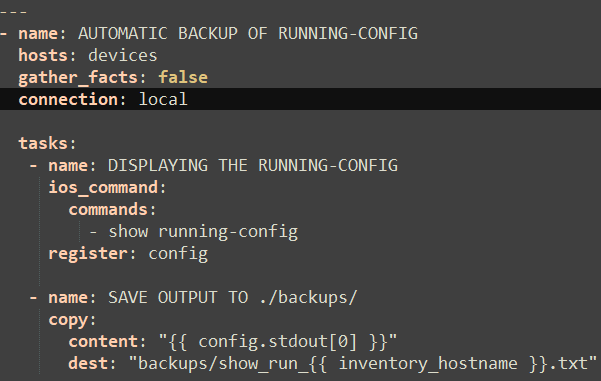 ---
- name: AUTOMATIC BACKUP OF RUNNING-CONFIG
  hosts: devices
  gather_facts: false
  connection: local

  tasks:
   - name: DISPLAYING THE RUNNING-CONFIG
     ios_command:
       commands:
         - show running-config
     register: config

   - name: SAVE OUTPUT TO ./backups/
     copy:
       content: "{{ config.stdout[0] }}"
       dest: "backups/show_run_{{ inventory_hostname }}.txt"